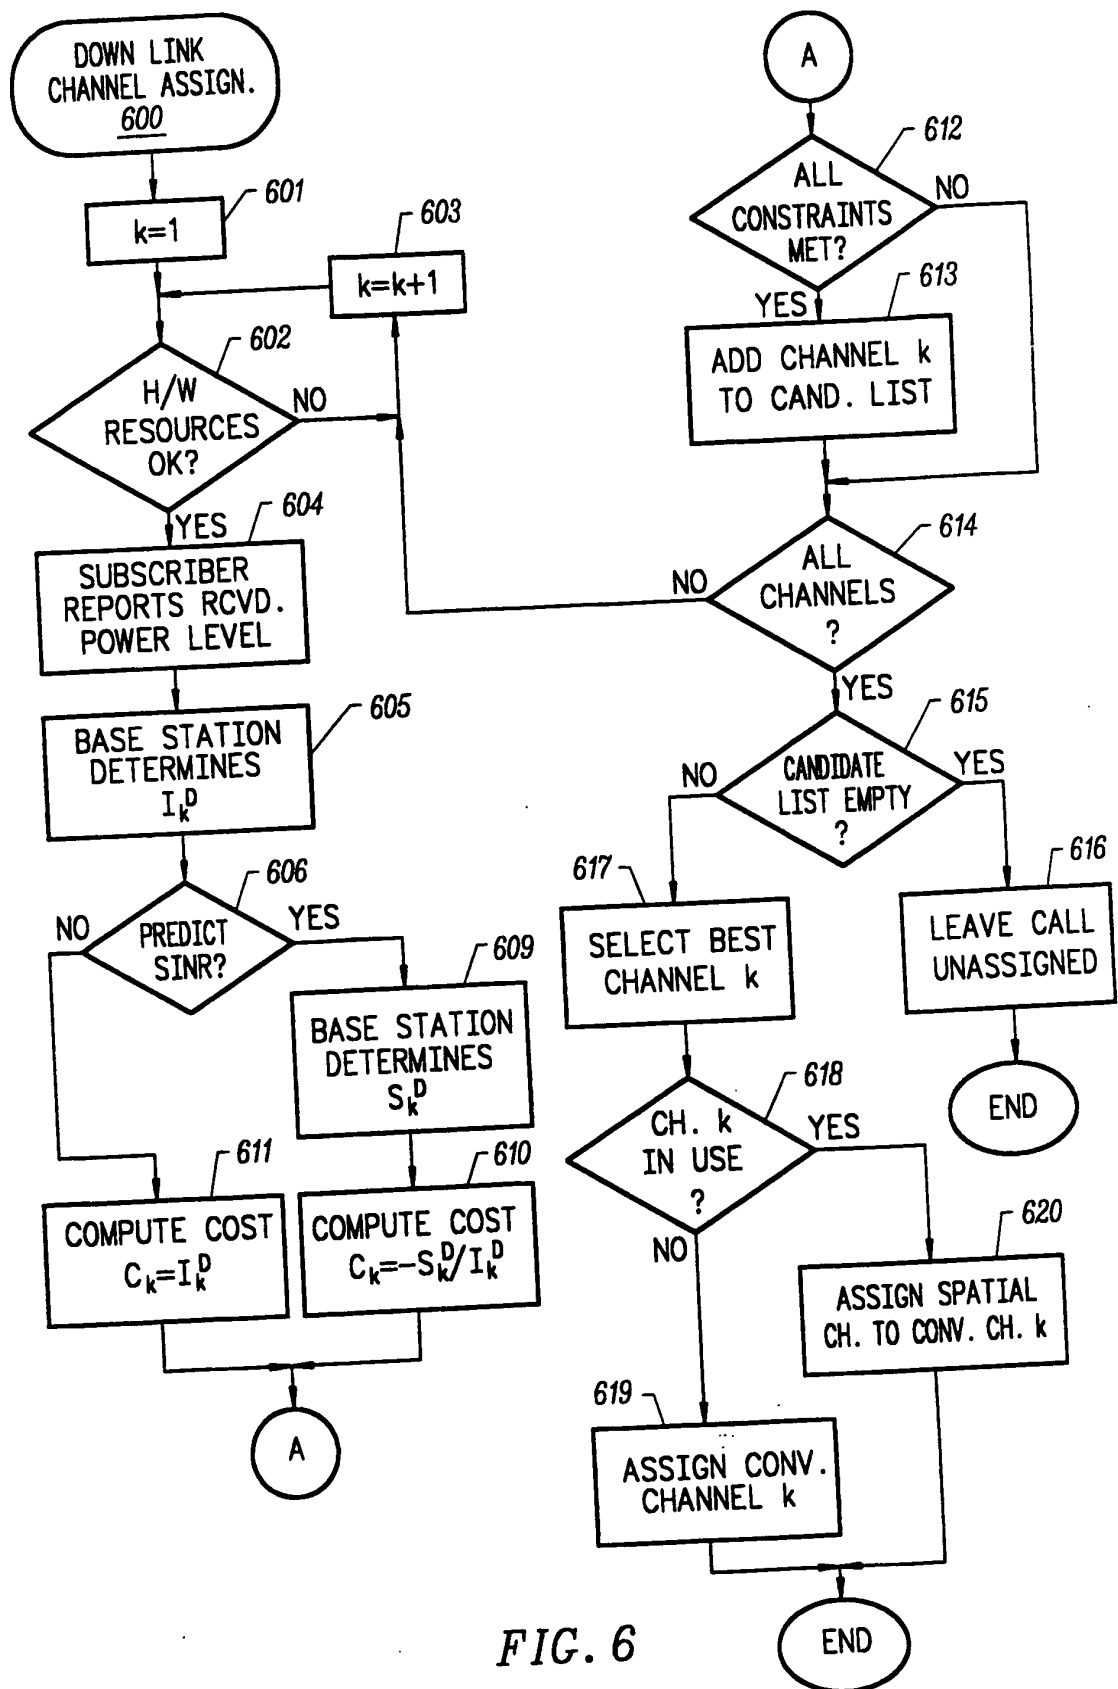 DOWN LINK
CHANNEL ASSIGN.
600
601
k=1
603
k=k+1
602
H/W
RESOURCES
OK?
NO
YES
604
SUBSCRIBER
REPORTS RCVD.
POWER LEVEL
605
BASE STATION
DETERMINES
I_k^D
606
NO
PREDICT
SINR?
YES
609
BASE STATION
DETERMINES
S_k^D
611
COMPUTE COST
C_k=I_k^D
610
COMPUTE COST
C_k=-S_k^D/I_k^D
A
A
612
ALL
CONSTRAINTS
MET?
NO
YES
613
ADD CHANNEL k
TO CAND. LIST
614
NO
ALL
CHANNELS
?
YES
615
NO
CANDIDATE
LIST EMPTY
?
YES
617
SELECT BEST
CHANNEL k
616
LEAVE CALL
UNASSIGNED
END
618
CH. k
IN USE
?
YES
NO
620
ASSIGN SPATIAL
CH. TO CONV. CH. k
619
ASSIGN CONV.
CHANNEL k
END
FIG. 6